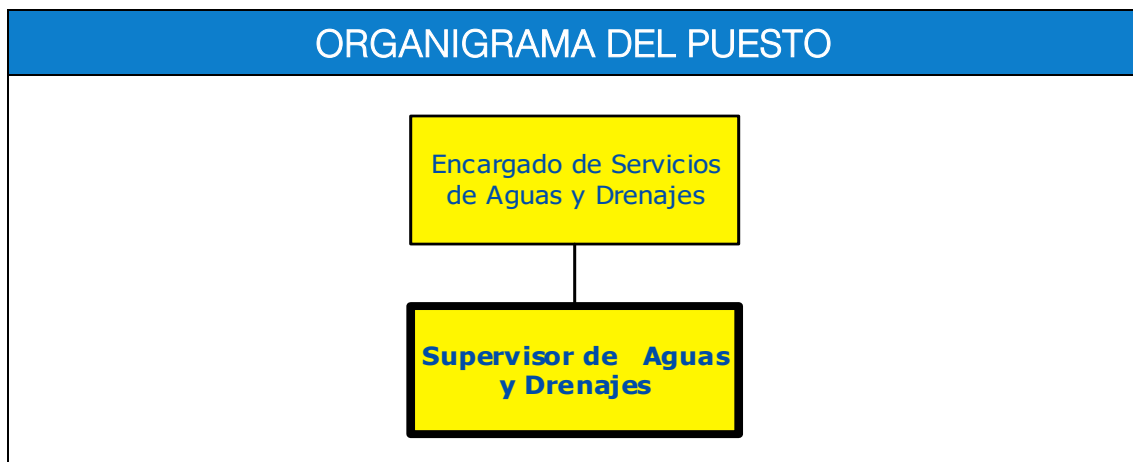 ORGANIGRAMA DEL PUESTO
Encargado de Servicios
de Aguas y Drenajes
Supervisor de Aguas
y Drenajes